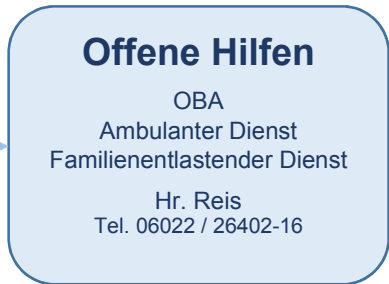 Offene Hilfen
OBA
Ambulanter Dienst
Familienentlastender Dienst
Hr. Reis
Tel. 06022 / 26402-16